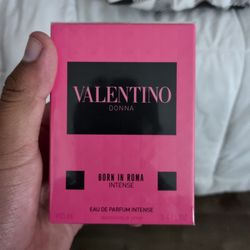 VALENTINO
DONNA
BORN IN ROMA
INTENSE
EAU DE PARFUM INTENSE